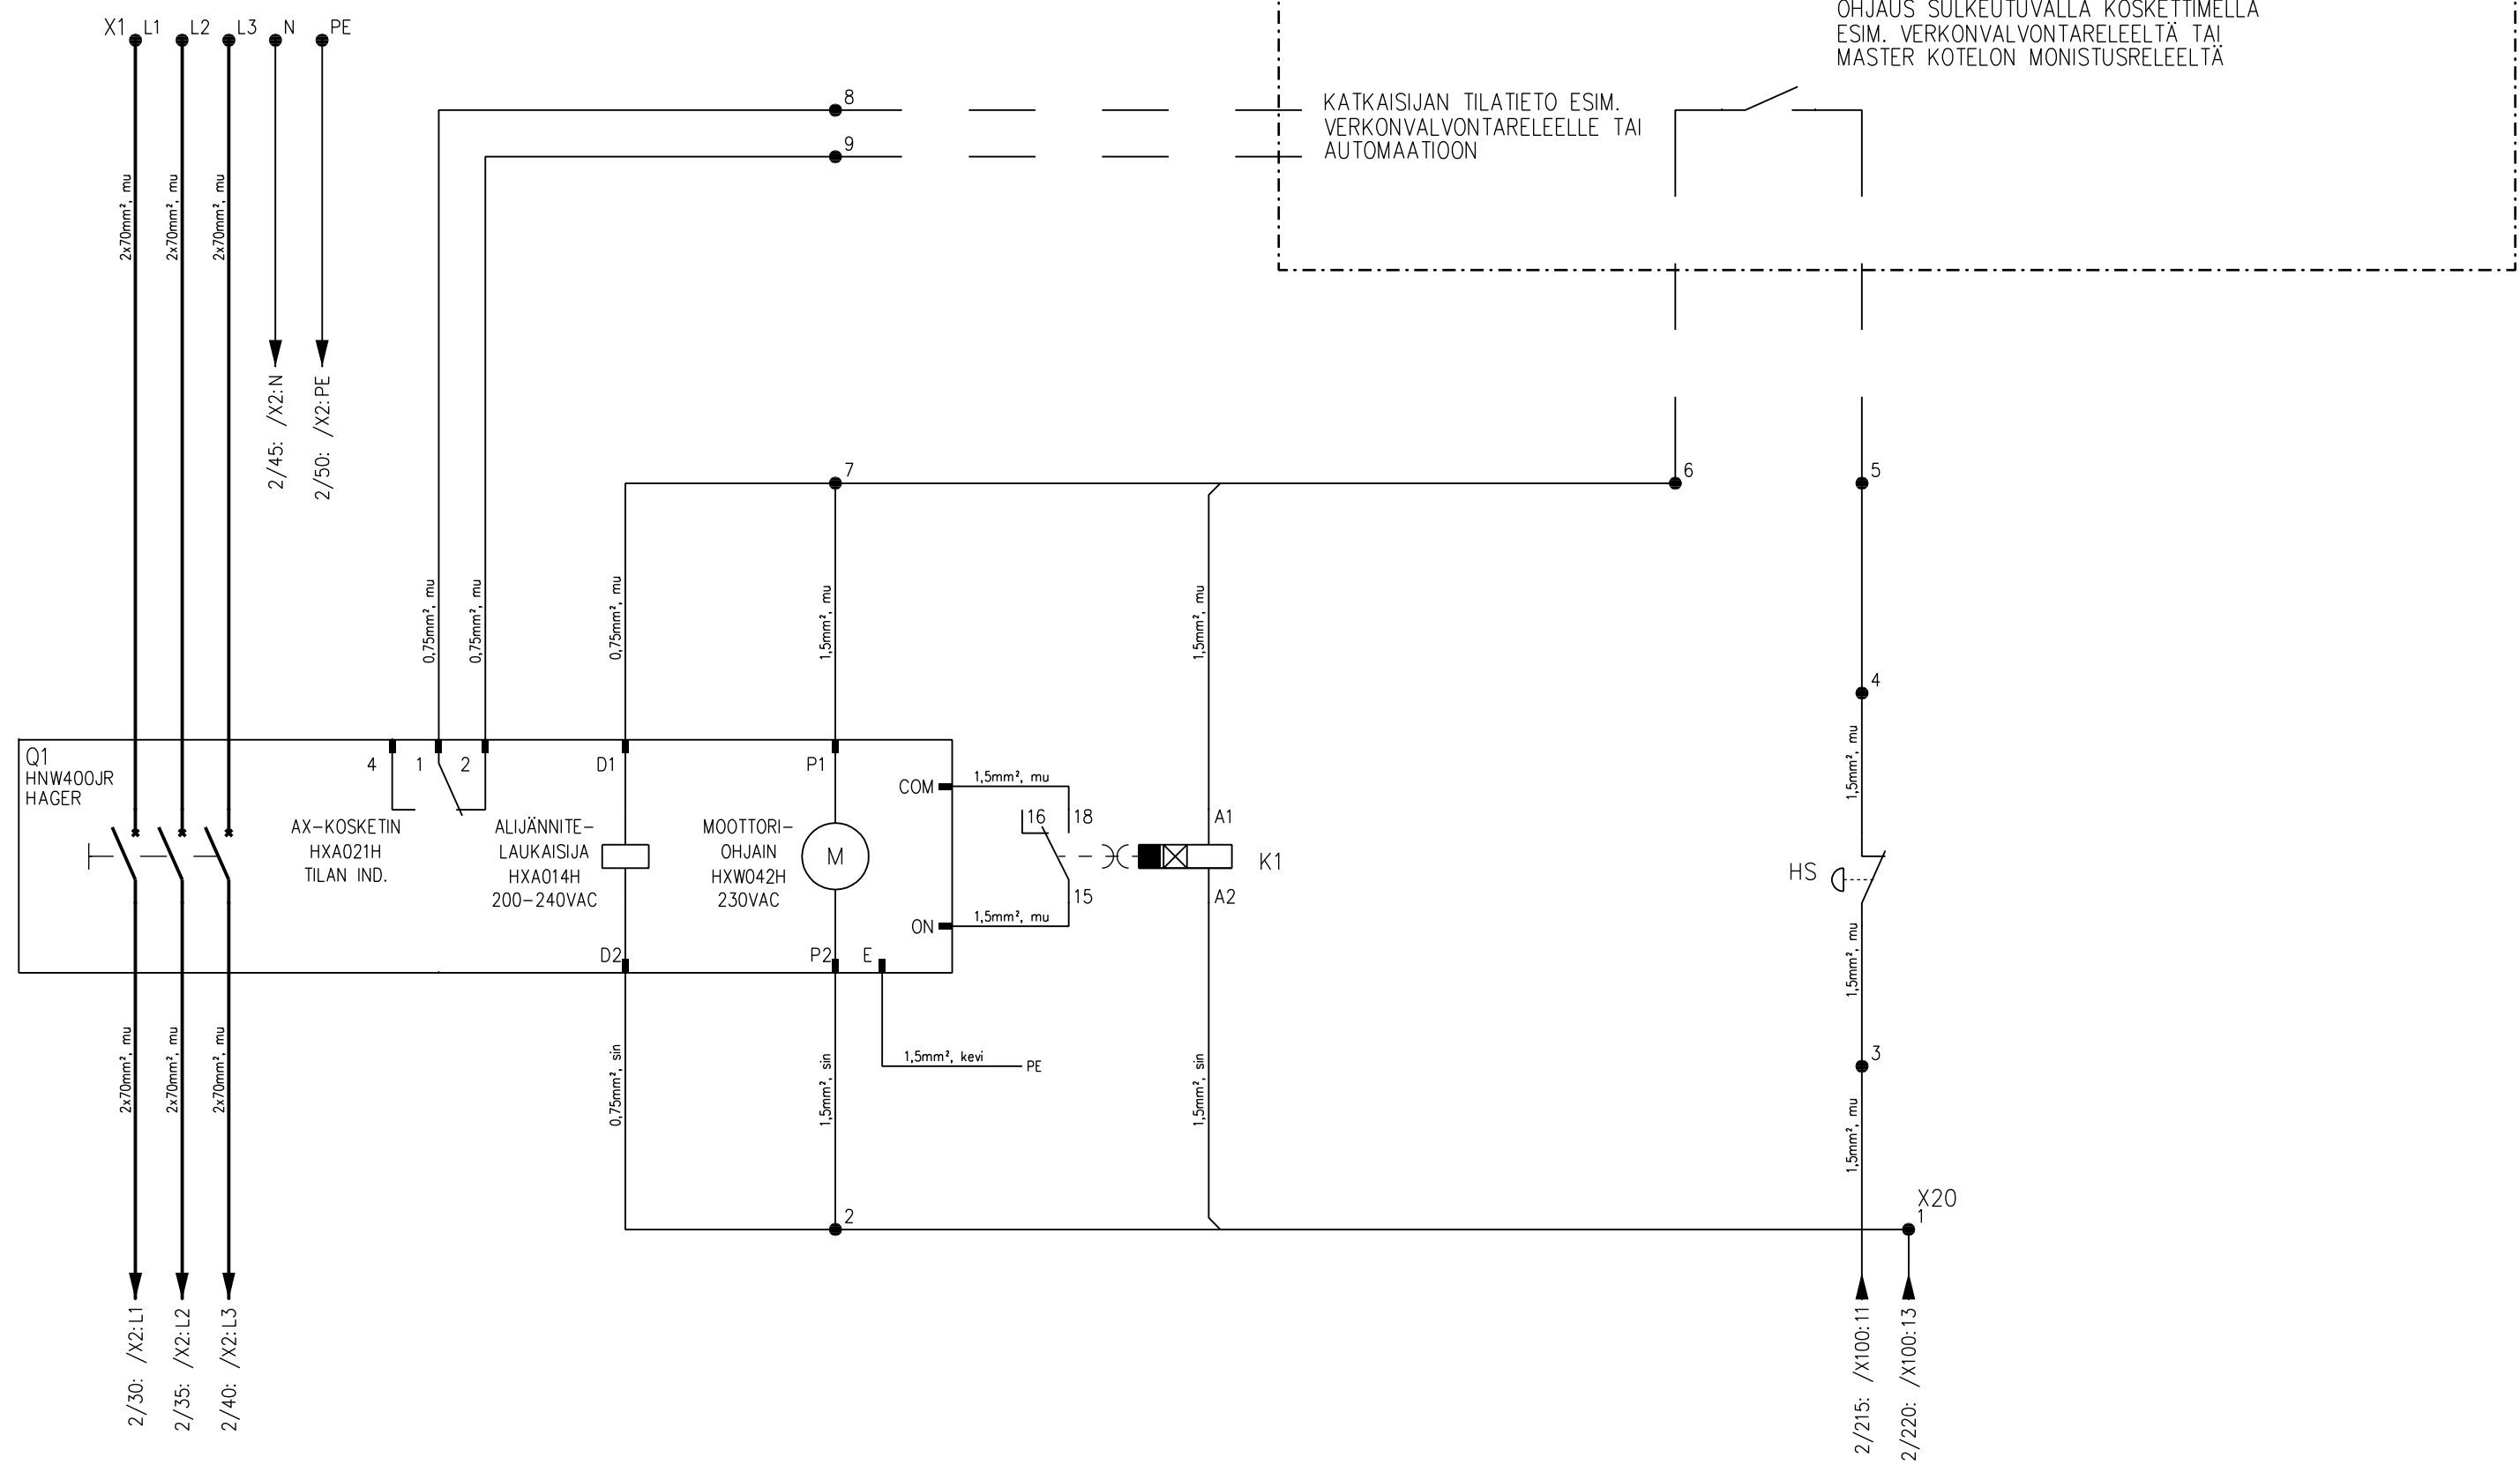 OHJAUS SULKEUTUVALLA KOSKETTIMELLA
ESIM. VERKONVALVONTARELEELTÄ TAI
MASTER KOTELON MONISTUSRELEELTÄ
X1 L1 L2 L3 N PE
8
KATKAISIJAN TILATIETO ESIM.
VERKONVALVONTARELEELLE TAI
AUTOMAATIOON
9
2x70mm², mu
2x70mm², mu
2x70mm², mu
2/45: /X2:N
2/50: /X2:PE
7
6
5
0,75mm², mu
0,75mm², mu
0,75mm², mu
1,5mm², mu
1,5mm², mu
4
1,5mm², mu
Q1
HNW400JR
HAGER
4 1 2
D1
P1
COM
1,5mm², mu
AX-KOSKETIN
HXA021H
TILAN IND.
ALIJÄNNITE-
LAUKAISIJA
HXA014H
200-240VAC
MOOTTORI-
OHJAIN
HXW042H
230VAC
M
16 18
15
A1
K1
A2
HS
ON
1,5mm², mu
D2
P2
E
1,5mm², mu
2x70mm², mu
2x70mm², mu
2x70mm², mu
0,75mm², sin
1,5mm², sin
1,5mm², kevi
PE
1,5mm², sin
3
1,5mm², mu
2
X20
1
2/30: /X2:L1
2/35: /X2:L2
2/40: /X2:L3
2/215: /X100:11
2/220: /X100:13